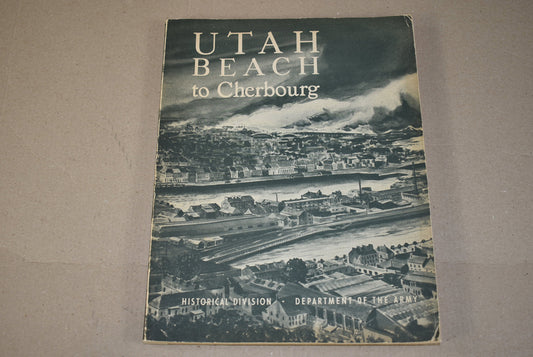 UTAH
BEACH
to Cherbourg
HISTORICAL DIVISION DEPARTMENT OF THE ARMY